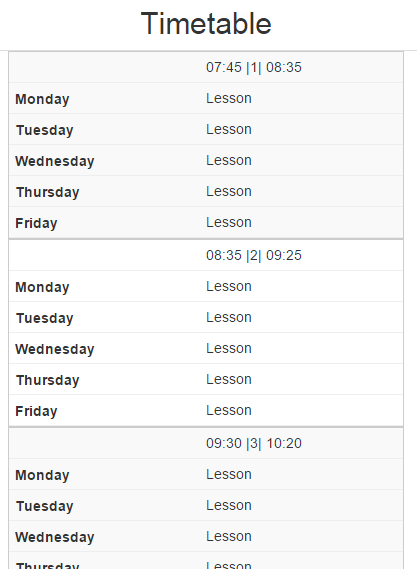 Timetable
07:45 |1| 08:35
Monday Lesson
Tuesday Lesson
Wednesday Lesson
Thursday Lesson
Friday Lesson
08:35 |2| 09:25
Monday Lesson
Tuesday Lesson
Wednesday Lesson
Thursday Lesson
Friday Lesson
09:30 |3| 10:20
Monday Lesson
Tuesday Lesson
Wednesday Lesson
Thursday Lesson